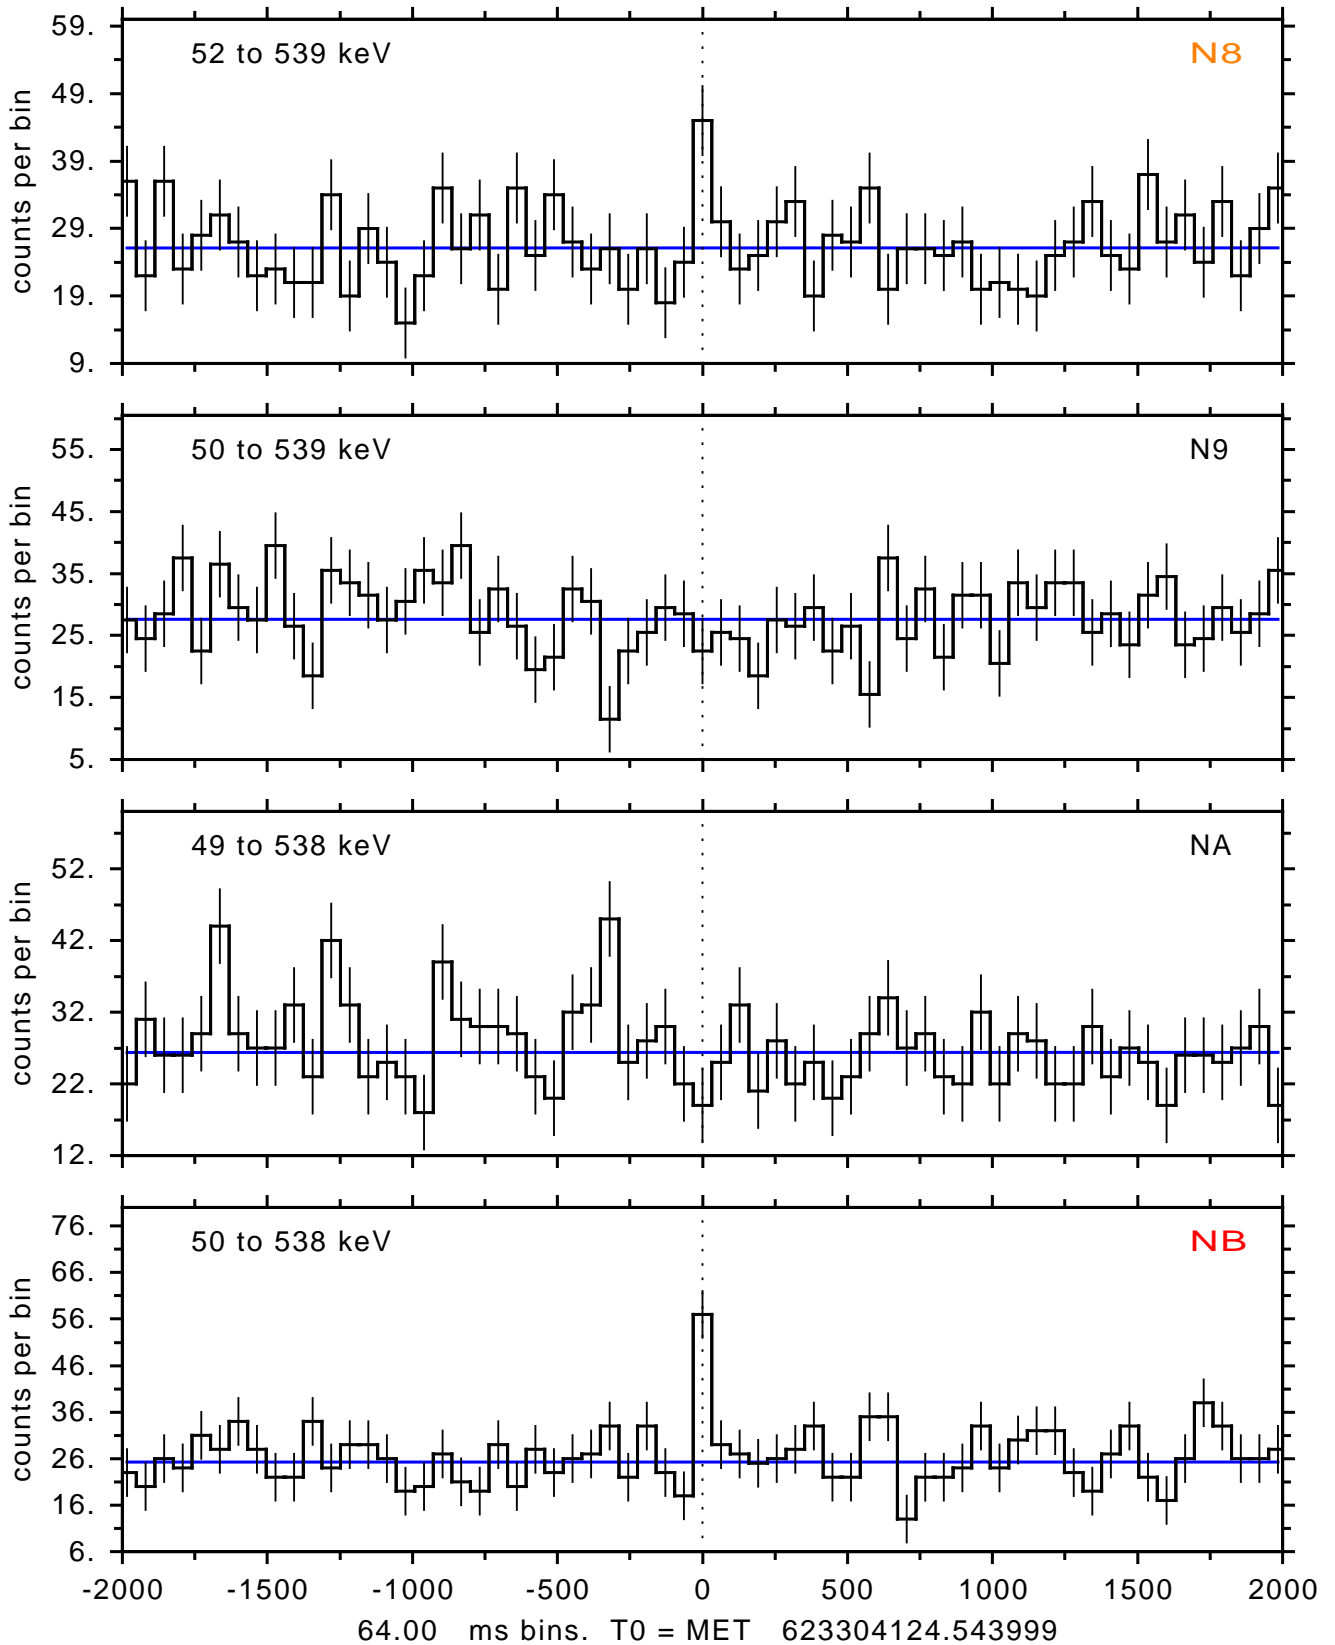 59.
52 to 539 keV
N8
49.
39.
29.
19.
9.
counts per bin
55.
50 to 539 keV
N9
45.
35.
25.
15.
5.
counts per bin
52.
49 to 538 keV
NA
42.
32.
22.
12.
counts per bin
76.
50 to 538 keV
NB
66.
56.
46.
36.
26.
16.
6.
counts per bin
-2000 -1500 -1000 -500 0 500 1000 1500 2000
64.00 ms bins. T0 = MET 623304124.543999